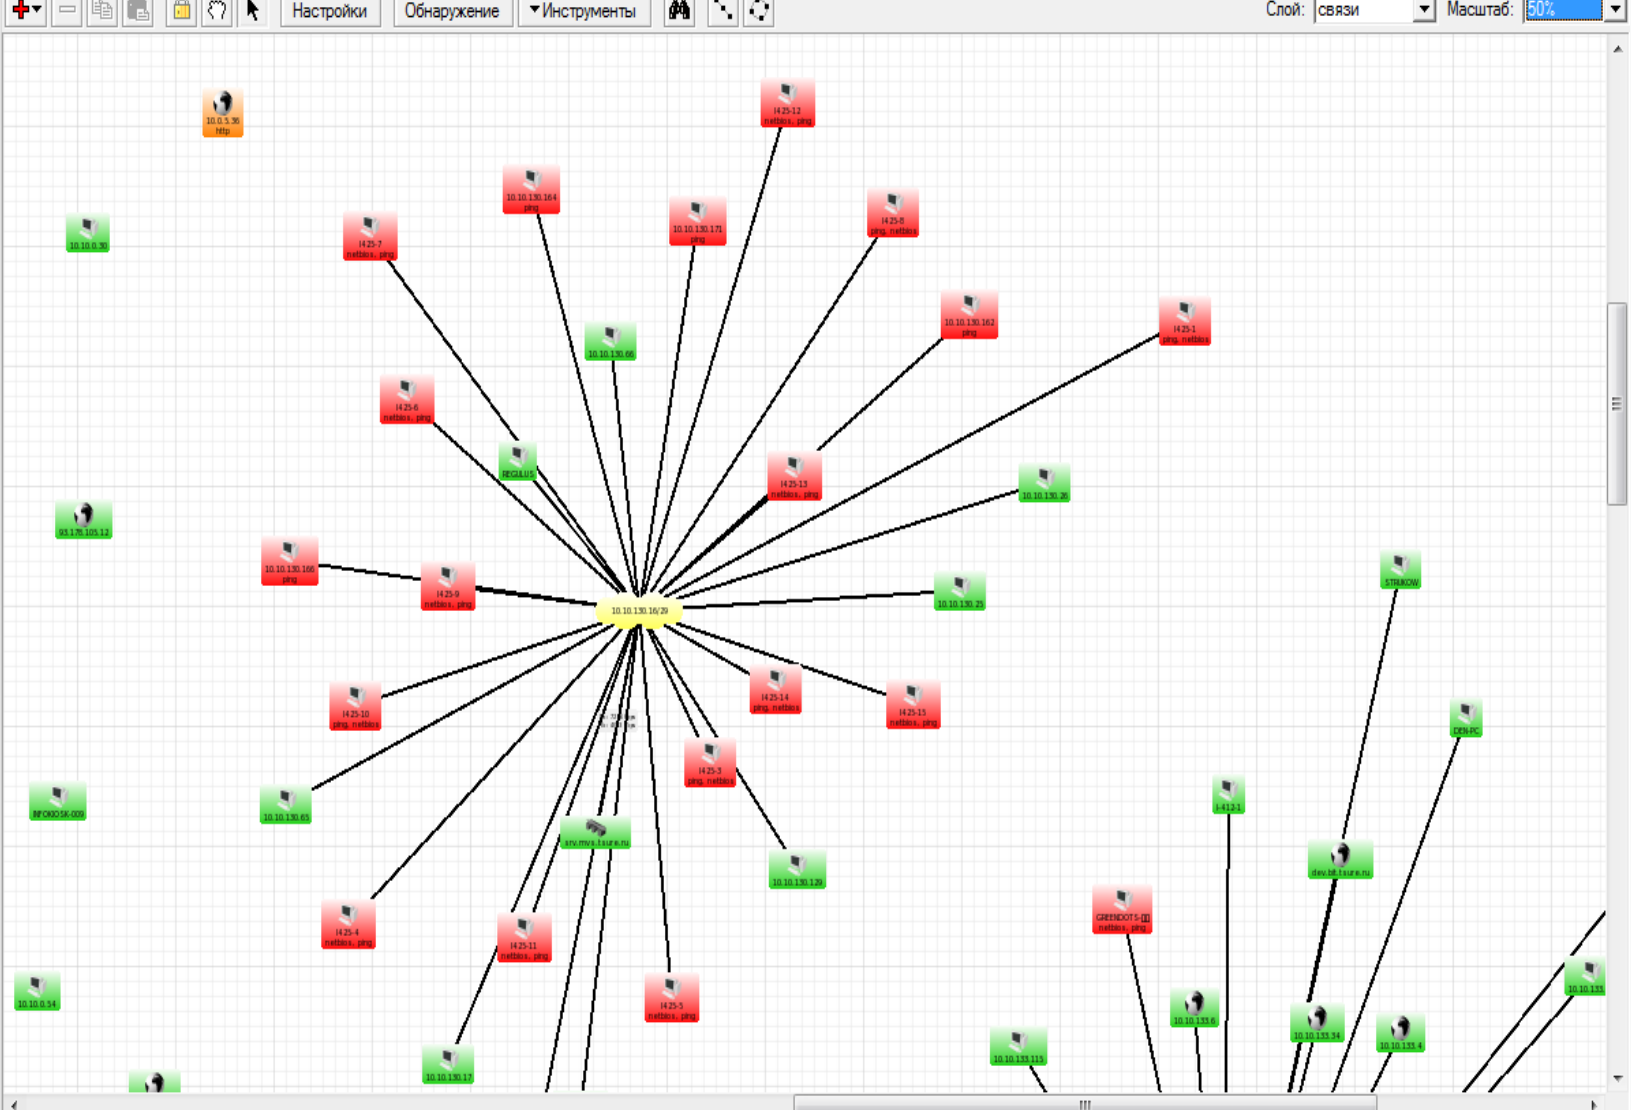 Настройки
Обнаружение
Инструменты
Слой:
связи
Масштаб:
50%
10.0.5.36
http
I425-12
netbios, ping
10.10.130.164
ping
10.10.130.171
ping
I425-8
ping, netbios
10.10.0.30
I425-7
netbios, ping
10.10.130.162
ping
I425-1
ping, netbios
10.10.130.66
I425-6
netbios, ping
REGULUS
I425-13
netbios, ping
10.10.130.26
93.178.105.12
10.10.130.166
ping
I425-9
netbios, ping
10.10.130.16/29
10.10.130.25
STRUKOW
I425-10
ping, netbios
I425-14
ping, netbios
I425-15
netbios, ping
DEN-PC
I425-3
ping, netbios
INFOKIOSK-009
10.10.130.65
I-412-1
srv.mvs.tsure.ru
10.10.130.129
dev.bit.tsure.ru
I425-4
netbios, ping
I425-11
netbios, ping
GREENDOTS-
netbios, ping
10.10.0.54
I425-5
netbios, ping
10.10.133.
10.10.133.6
10.10.133.34
10.10.133.4
10.10.133.115
10.10.130.17